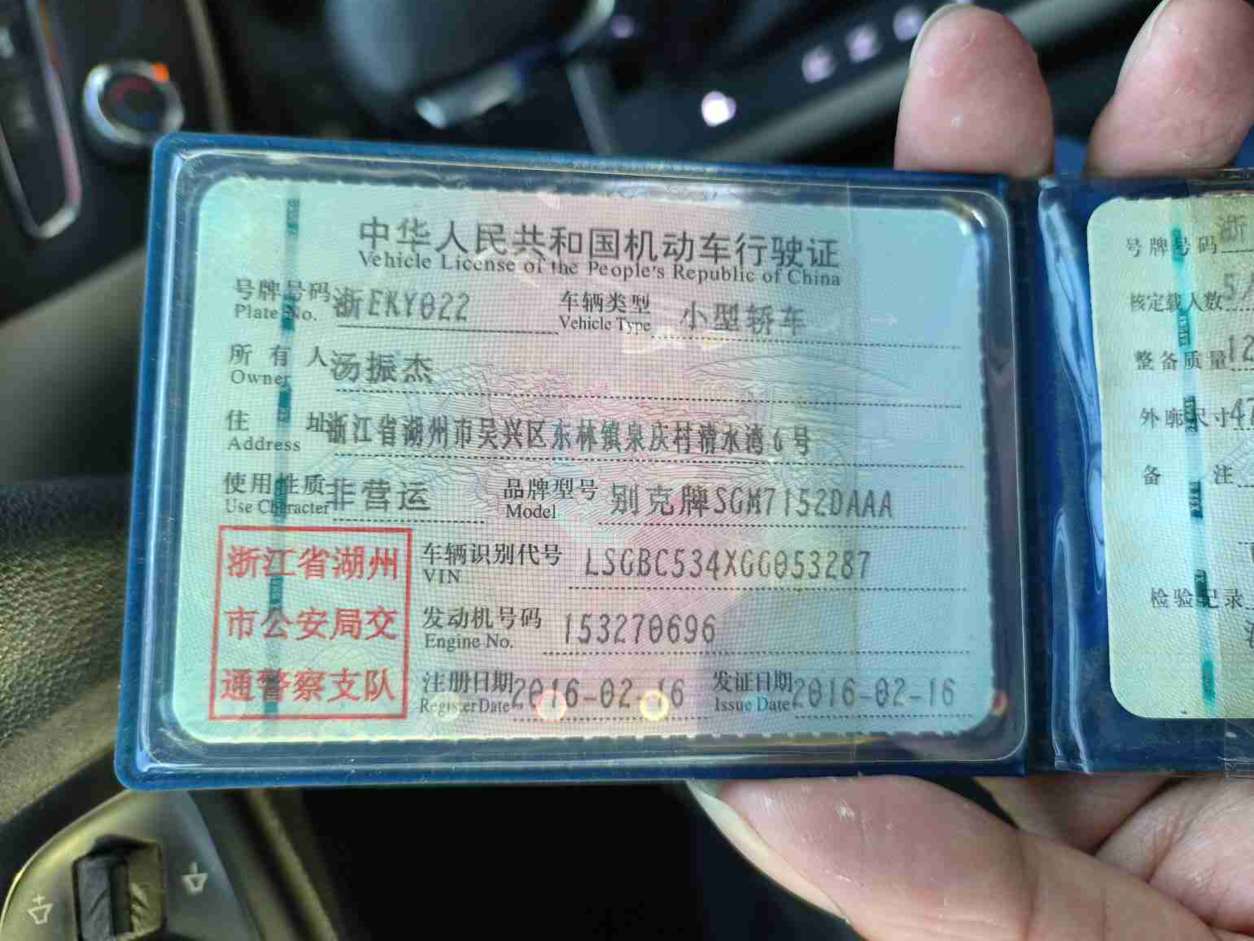 中华人民共和国机动车行驶证
Vehicle License of the People's Republic of China
号牌号码 浙EKY022 车辆类型 小型轿车
Plate No. Vehicle Type
所有人 汤振杰
Owner
住址 浙江省湖州市吴兴区东林镇泉庆村清水湾6号
Address
使用性质 非营运 品牌型号 别克牌SGM7152DAAA
Use Character Model
浙江省湖州
市公安局交
通警察支队
车辆识别代号 LSGBC534XGG053287
VIN
发动机号码 153270696
Engine No.
注册日期 2016-02-16 发证日期 2016-02-16
Register Date Issue Date
号牌号码 浙
核定载人数 5
整备质量 12
外廓尺寸 4
备注
检验记录